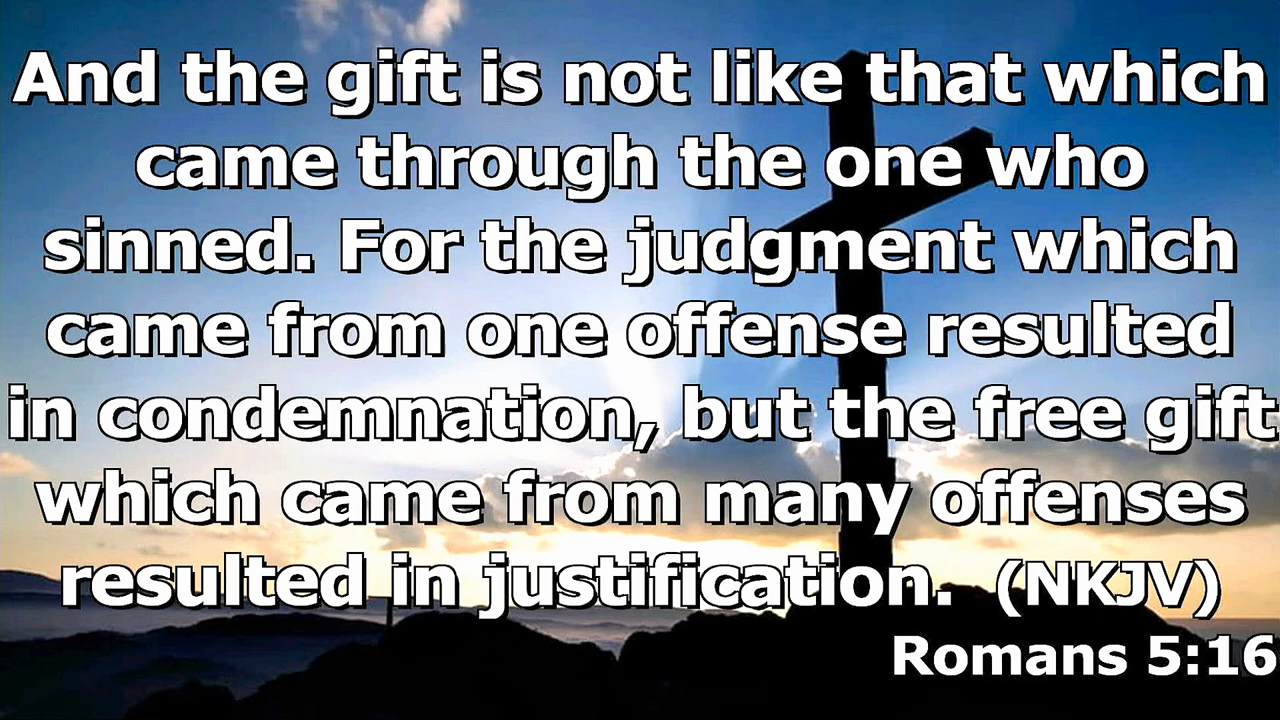 And the gift is not like that which
came through the one who
sinned. For the judgment which
came from one offense resulted
in condemnation, but the free gift
which came from many offenses
resulted in justification. (NKJV)
Romans 5:16